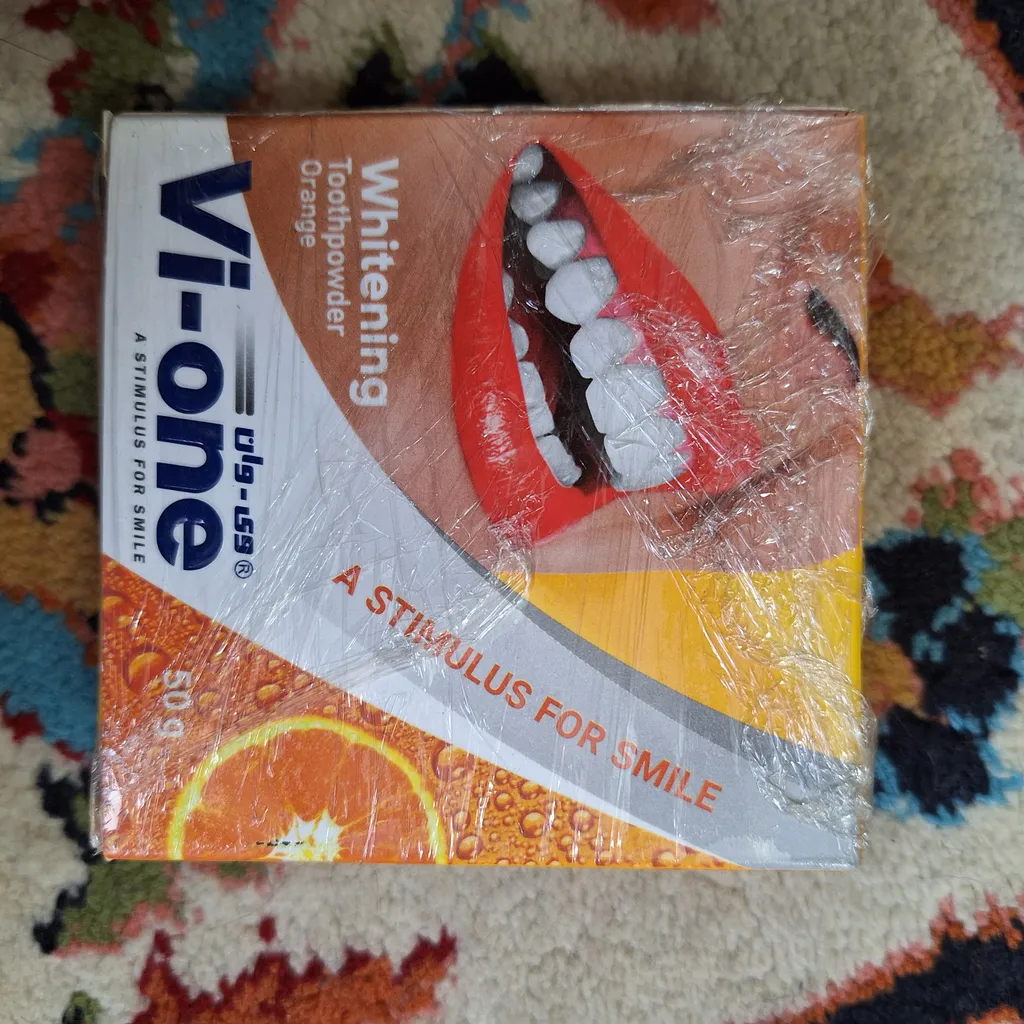 Vi-one
وی-وان®
A STIMULUS FOR SMILE
Whitening
Toothpowder
Orange
A STIMULUS FOR SMILE
50 g